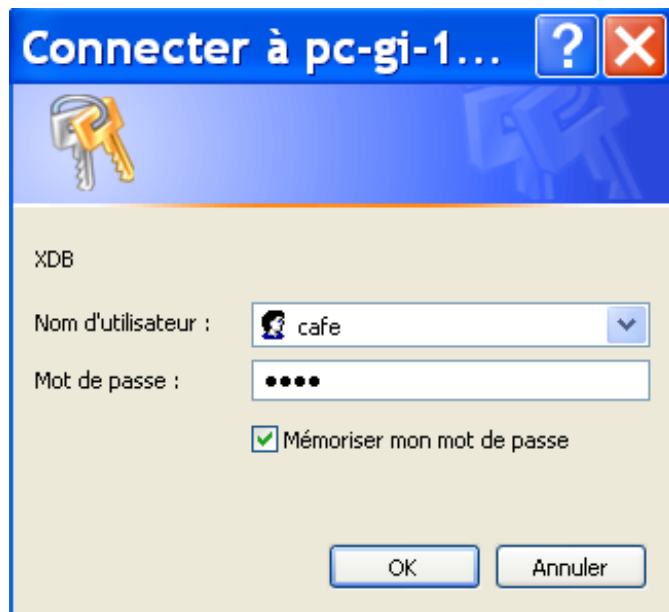 Connecter à pc-gi-1...
XDB
Nom d'utilisateur :
cafe
Mot de passe :
••••
Mémoriser mon mot de passe
OK
Annuler